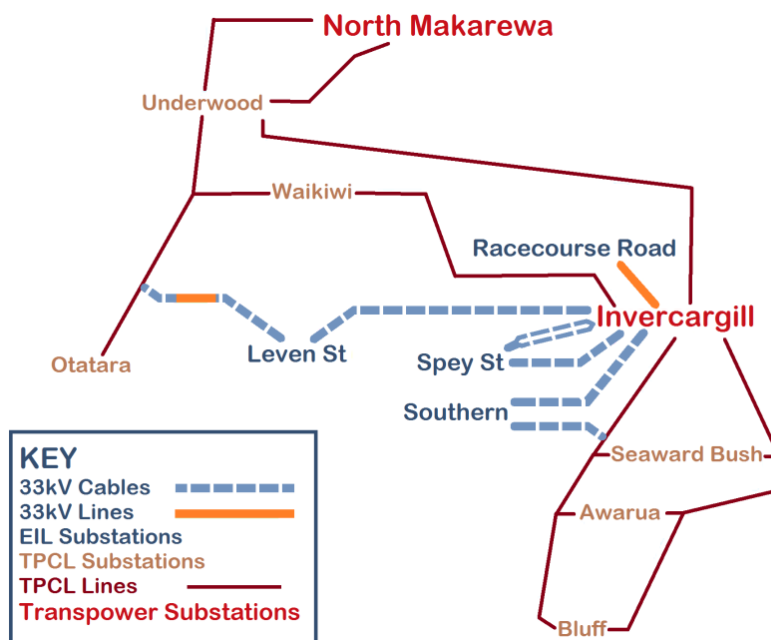 North Makarewa
Underwood
Waikiwi
Racecourse Road
Invercargill
Leven St
Spey St
Otatara
Southern
Seaward Bush
Awarua
Bluff
KEY
33kV Cables
33kV Lines
EIL Substations
TPCL Substations
TPCL Lines
Transpower Substations